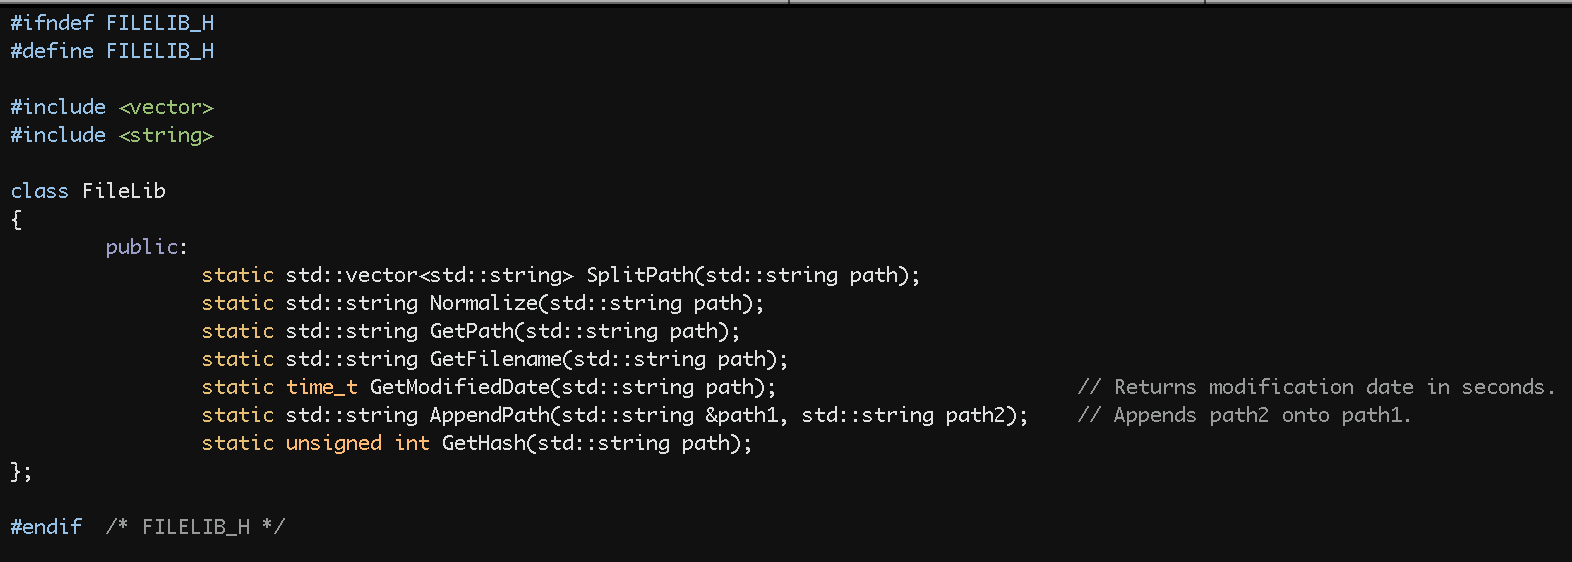 #ifndef FILELIB_H
#define FILELIB_H

#include <vector>
#include <string>

class FileLib
{
        public:
                static std::vector<std::string> SplitPath(std::string path);
                static std::string Normalize(std::string path);
                static std::string GetPath(std::string path);
                static std::string GetFilename(std::string path);
                static time_t GetModifiedDate(std::string path);                         // Returns modification date in seconds.
                static std::string AppendPath(std::string &path1, std::string path2);    // Appends path2 onto path1.
                static unsigned int GetHash(std::string path);
};

#endif  /* FILELIB_H */